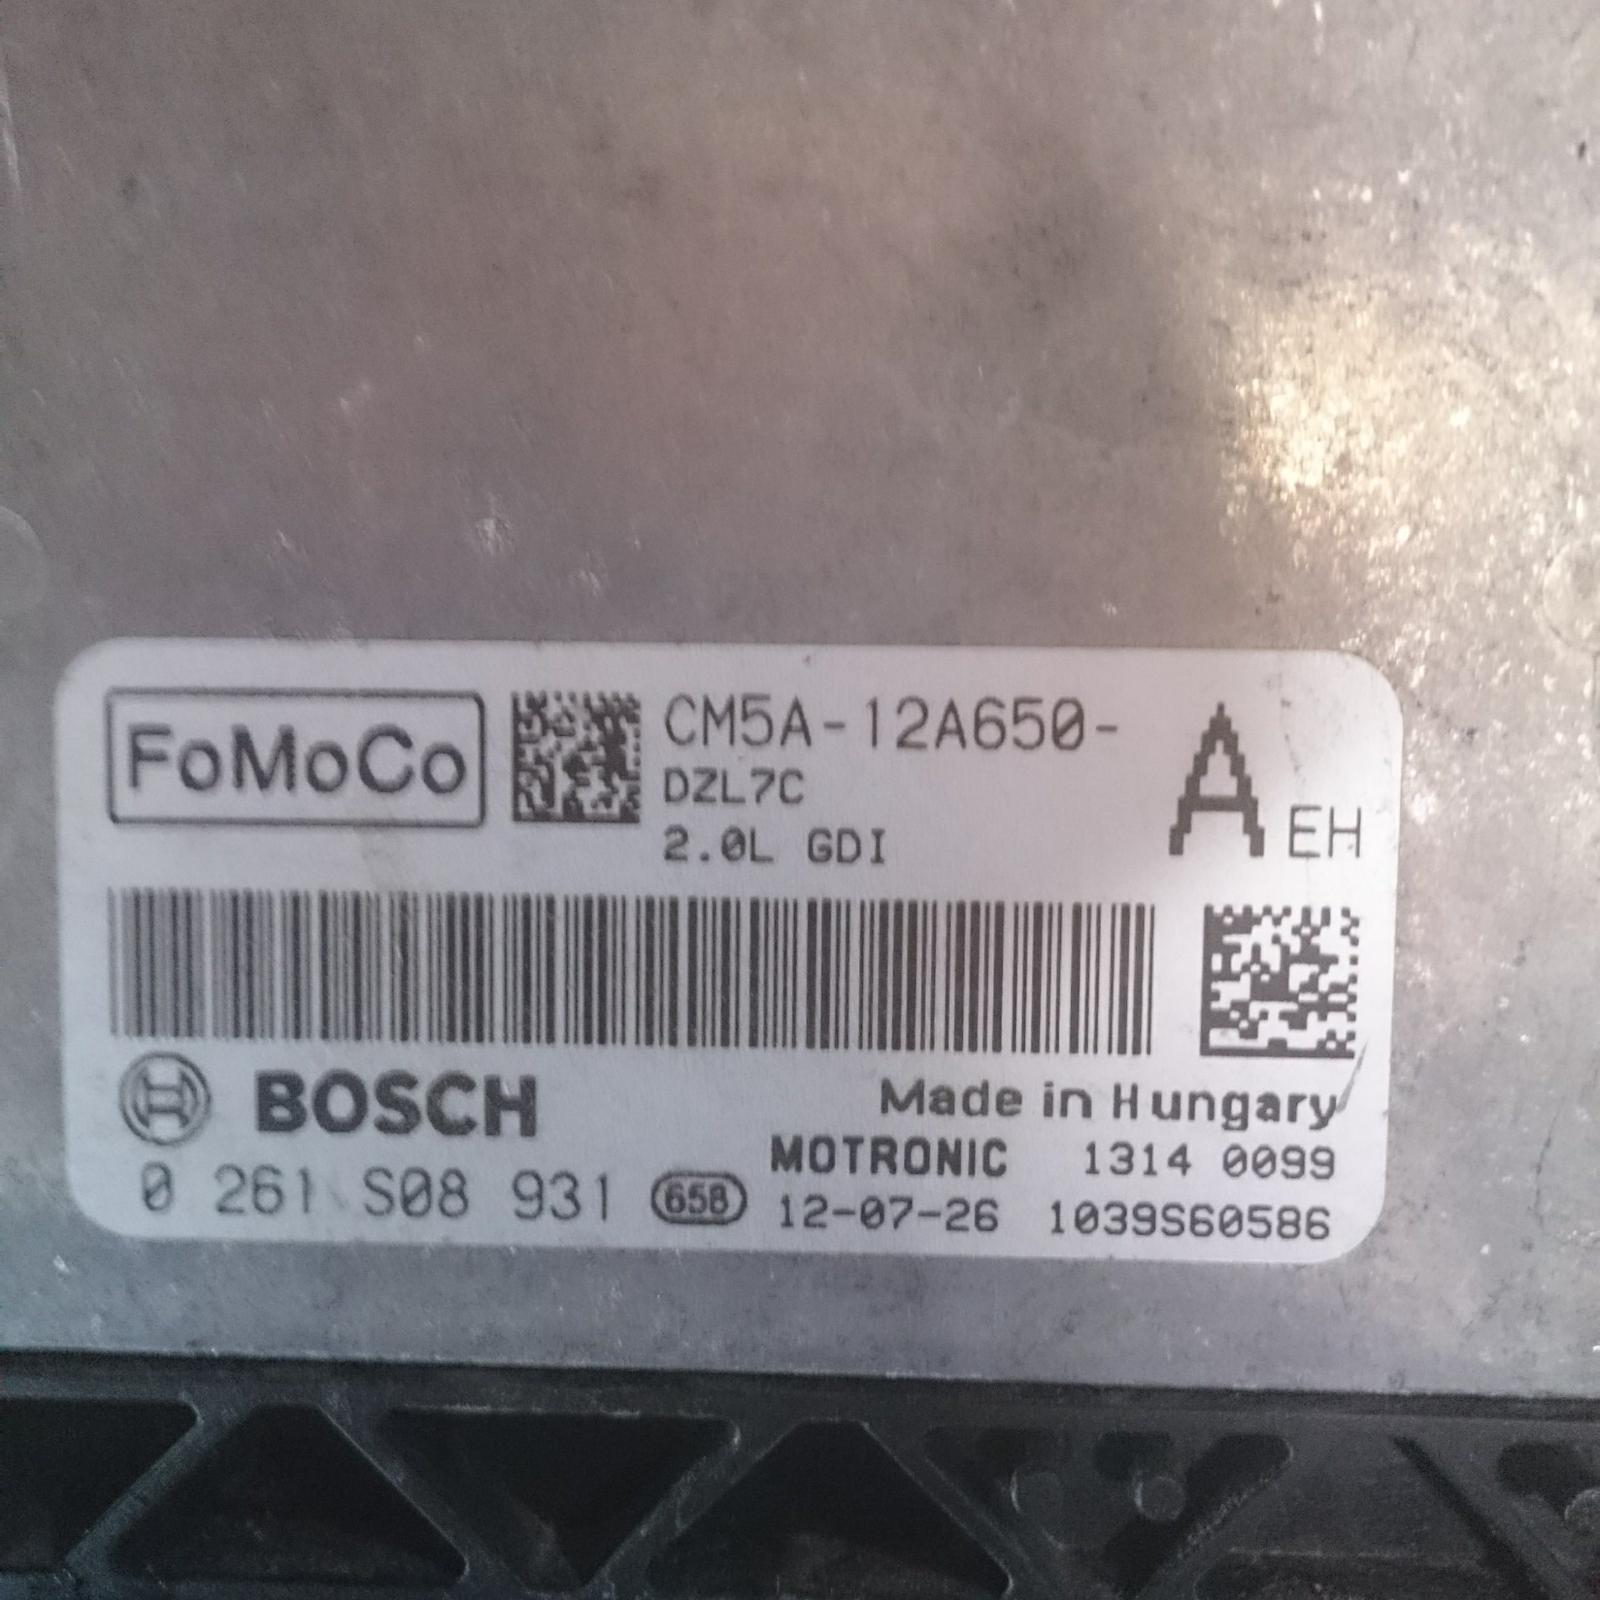 FoMoCo
CM5A-12A650-
A EH
DZL7C
2.0L GDI
BOSCH
Made in Hungary
MOTRONIC 1314 0099
0 261 S08 931 658 12-07-26 1039S60586